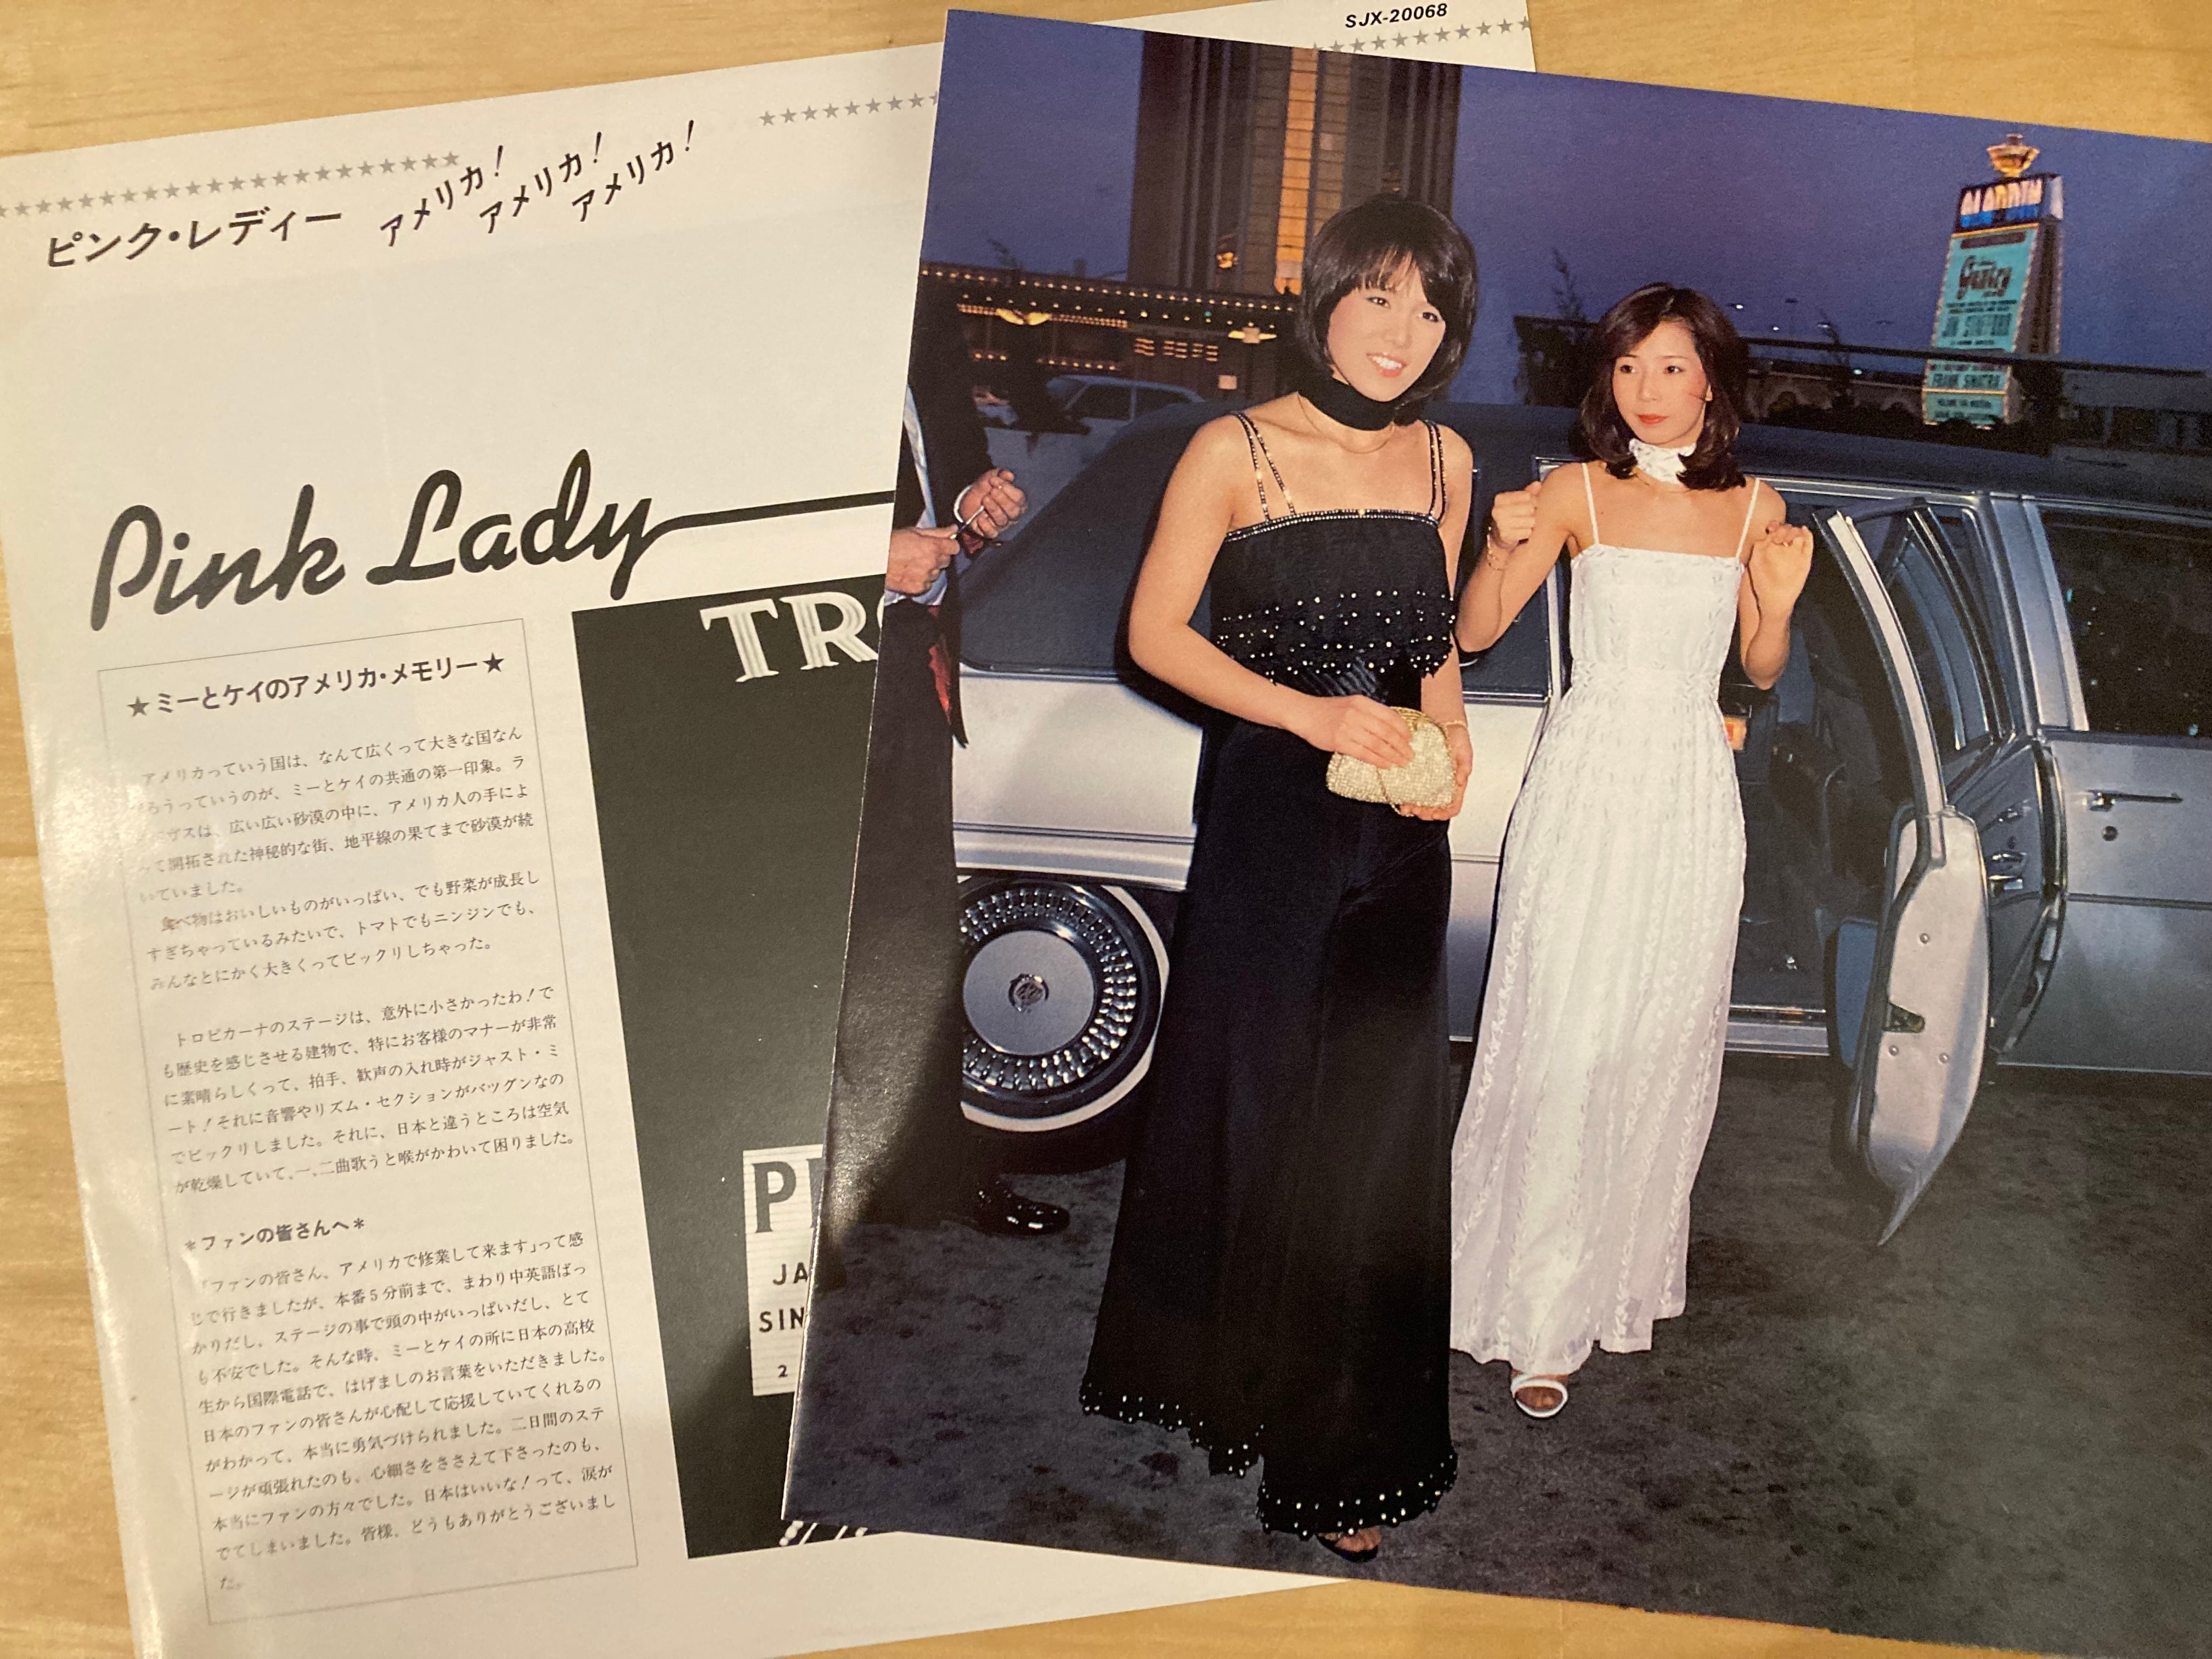 SJX-20068
ピンク・レディー
アメリカ!
アメリカ!
アメリカ!
Pink Lady
★ミーとケイのアメリカ・メモリー★
アメリカっていう国は、なんて広くって大きな国なん
ろうっていうのが、ミーとケイの共通の第一印象。ラ
ガスは、広い広い砂漠の中に、アメリカ人の手によ
て開拓された神秘的な街、地平線の果てまで砂漠が続
いていました。
食べ物はおいしいものがいっぱい、でも野菜が成長し
すぎちゃっているみたいで、トマトでもニンジンでも、
みんなとにかく大きくってビックリしちゃった。
トロピカーナのステージは、意外に小さかったわ!で
も歴史を感じさせる建物で、特にお客様のマナーが非常
に素晴らしくって、拍手、歓声の入れ時がジャスト・ミ
ート!それに音響やリズム・セクションがバツグンなの
でビックリしました。それに、日本と違うところは空気
が乾燥していて、一、二曲歌うと喉がかわいて困りました。
*ファンの皆さんへ*
「ファンの皆さん、アメリカで修業して来ます」って感
じで行きましたが、本番5分前まで、まわり中英語ばっ
かりだし、ステージの事で頭の中がいっぱいだし、とて
も不安でした。そんな時、ミーとケイの所に日本の高校
生から国際電話で、はげましのお言葉をいただきました。
日本のファンの皆さんが心配して応援していてくれるの
がわかって、本当に勇気づけられました。二日間のステ
ージが頑張れたのも、心細さをささえて下さったのも、
本当にファンの方々でした。日本はいいな!って、涙が
でてしまいました。皆様、どうもありがとうございまし
た。
TR
P
JA
SIN
2
ALADDIN
FRANK SINATRA